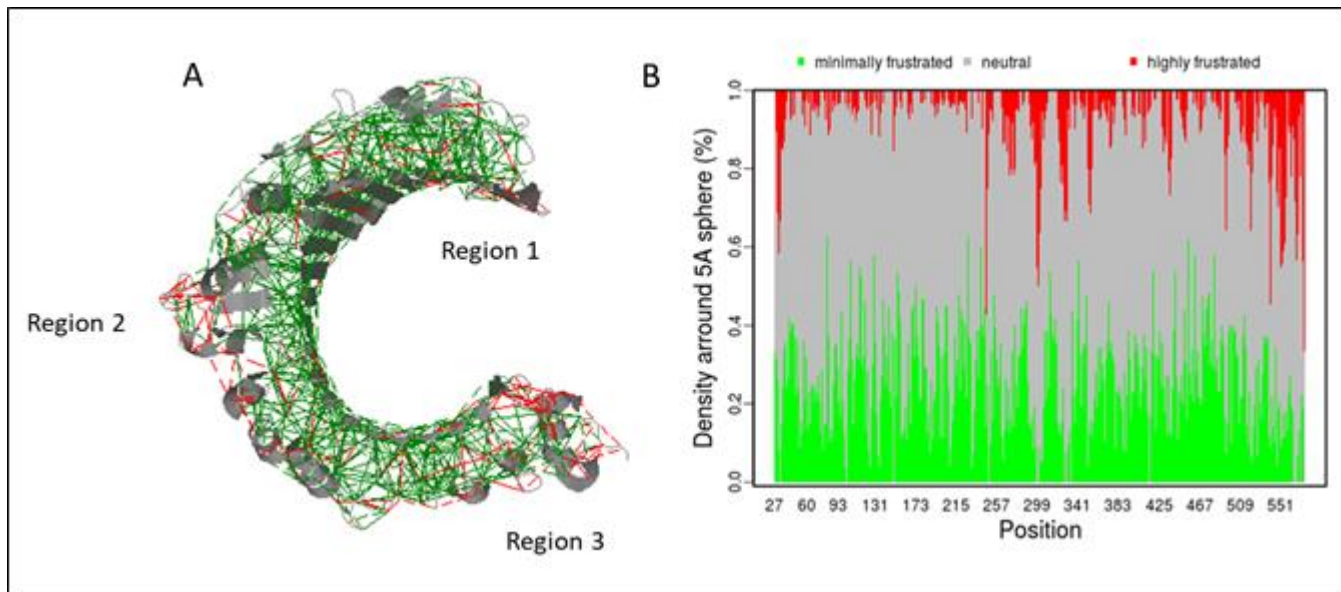 A
B
minimally frustrated
neutral
highly frustrated
Region 1
Region 2
Region 3
Density arround 5A sphere (%)
1.0
0.8
0.6
0.4
0.2
0.0
27 60 93 131 173 215 257 299 341 383 425 467 509 551
Position